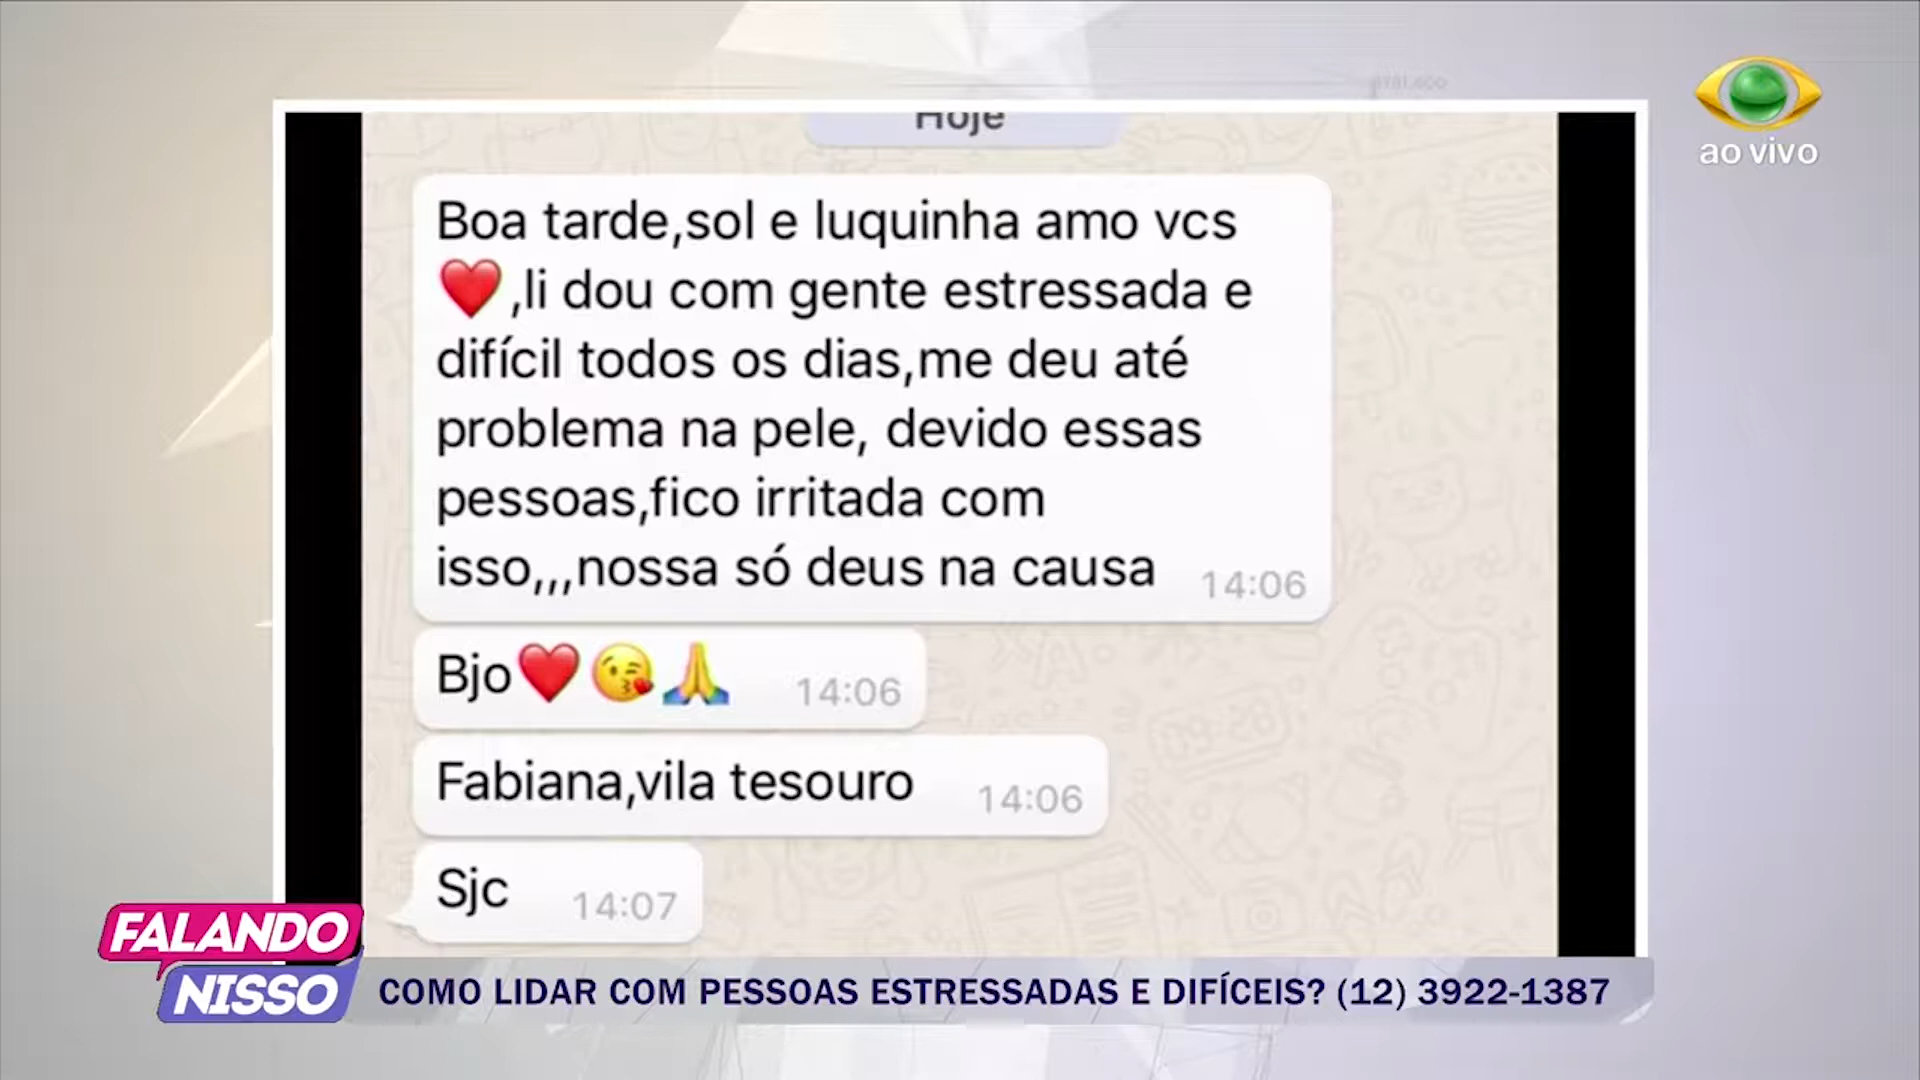 Hoje
ao vivo
Boa tarde,sol e luquinha amo vcs
❤️,li dou com gente estressada e
difícil todos os dias,me deu até
problema na pele, devido essas
pessoas,fico irritada com
isso,,,nossa só deus na causa 14:06
Bjo❤️😘🙏 14:06
Fabiana,vila tesouro 14:06
Sjc 14:07
FALANDO
NISSO
COMO LIDAR COM PESSOAS ESTRESSADAS E DIFÍCEIS? (12) 3922-1387